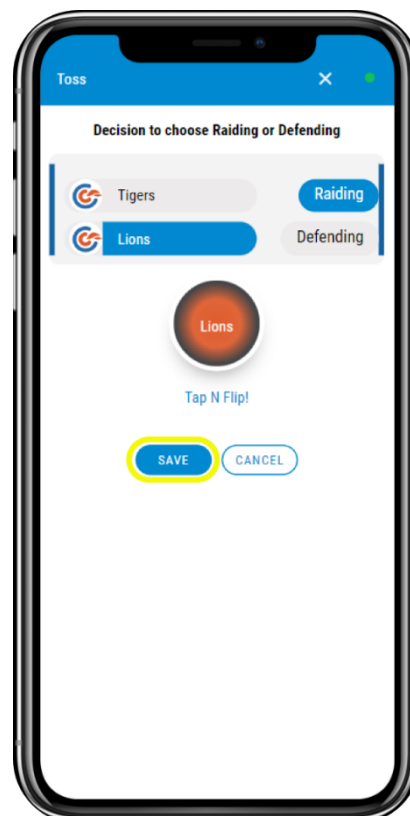 Toss
Decision to choose Raiding or Defending
Tigers Raiding
Lions Defending
Lions
Tap N Flip!
SAVE CANCEL